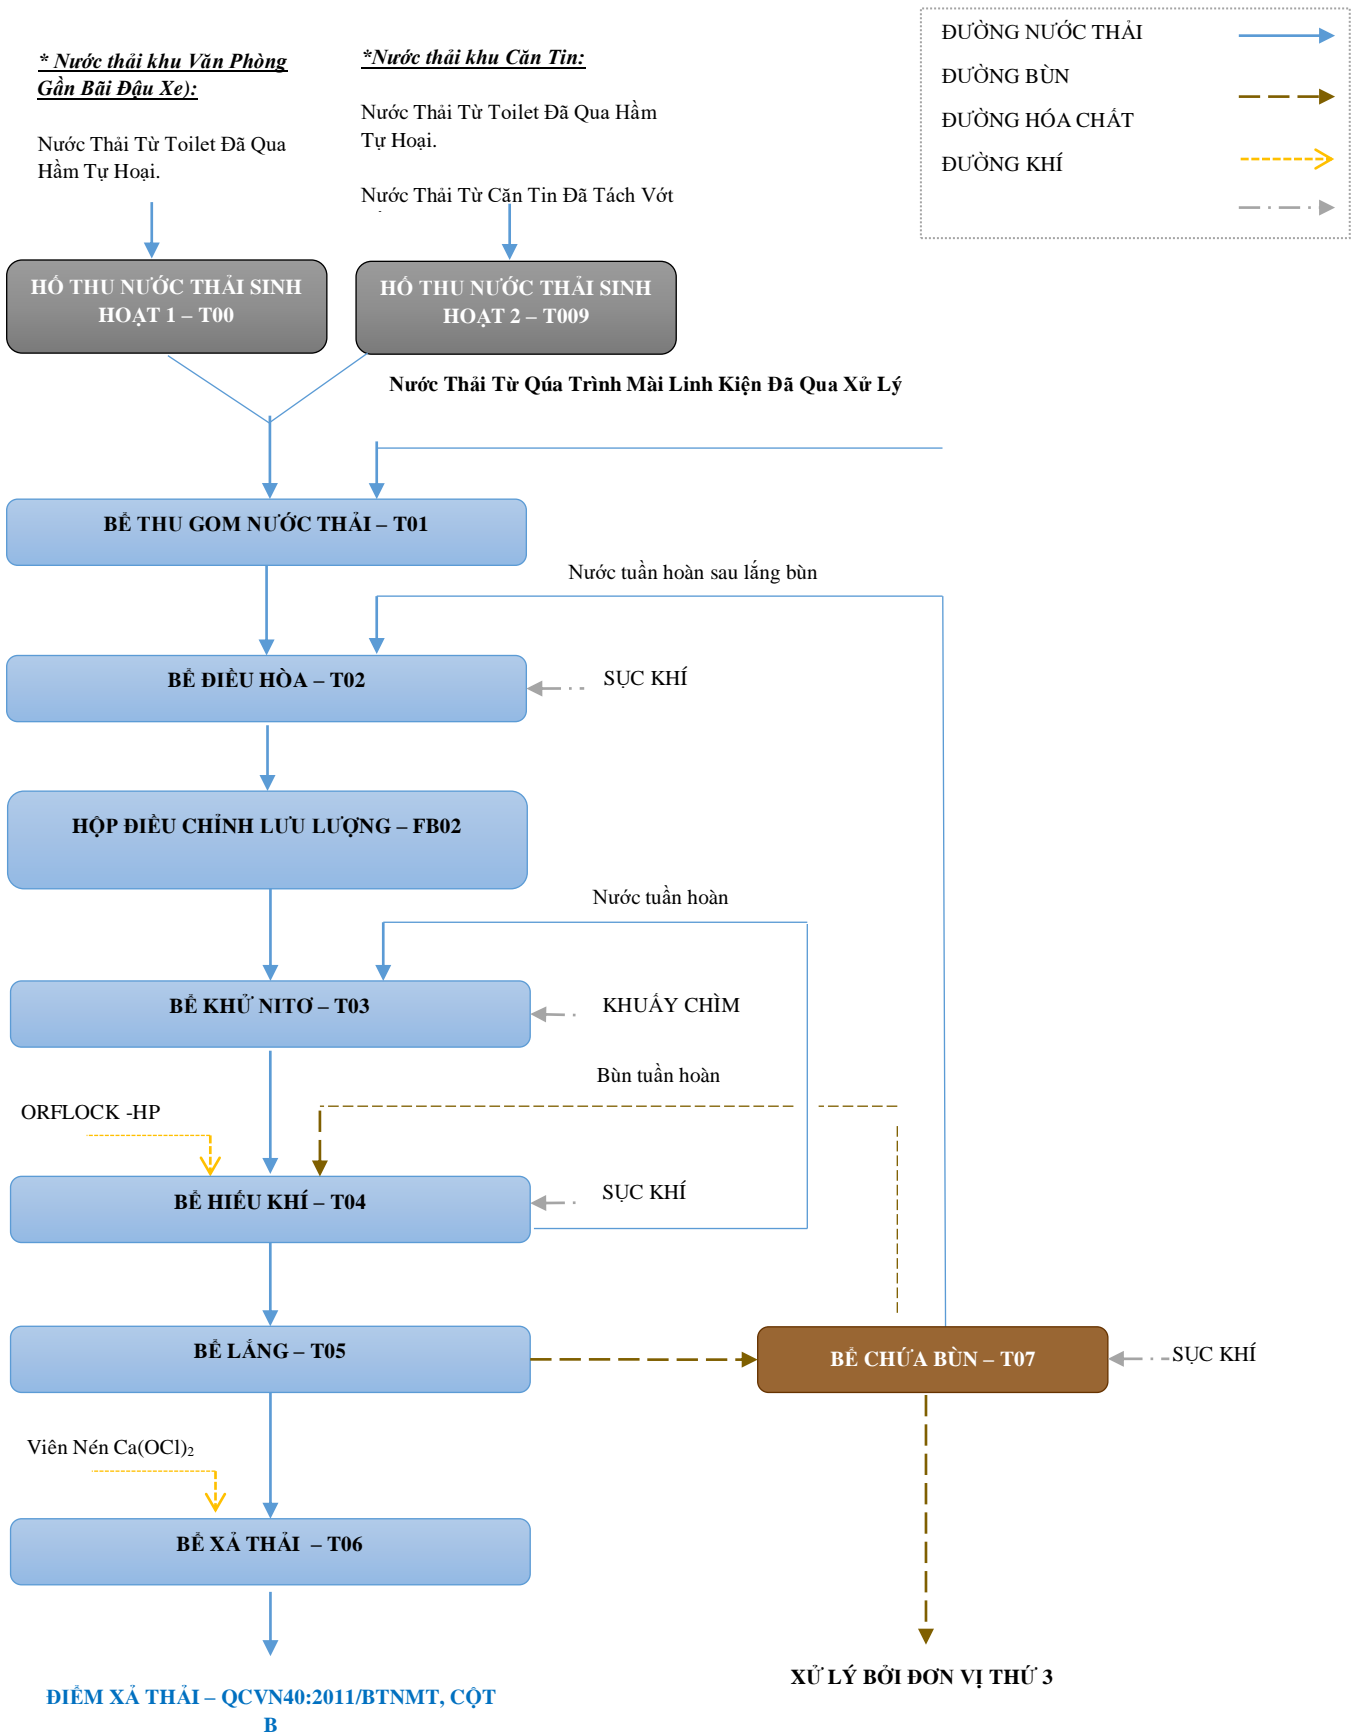 * Nước thải khu Văn Phòng
Gần Bãi Đậu Xe):
Nước Thải Từ Toilet Đã Qua
Hầm Tự Hoại.
*Nước thải khu Căn Tin:
Nước Thải Từ Toilet Đã Qua Hầm
Tự Hoại.
Nước Thải Từ Căn Tin Đã Tách Vớt
ĐƯỜNG NƯỚC THẢI
ĐƯỜNG BÙN
ĐƯỜNG HÓA CHẤT
ĐƯỜNG KHÍ
HỐ THU NƯỚC THẢI SINH
HOẠT 1 – T00
HỐ THU NƯỚC THẢI SINH
HOẠT 2 – T009
Nước Thải Từ Qúa Trình Mài Linh Kiện Đã Qua Xử Lý
BỂ THU GOM NƯỚC THẢI – T01
Nước tuần hoàn sau lắng bùn
BỂ ĐIỀU HÒA – T02
SỤC KHÍ
HỘP ĐIỀU CHỈNH LƯU LƯỢNG – FB02
Nước tuần hoàn
BỂ KHỬ NITƠ – T03
KHUẤY CHÌM
Bùn tuần hoàn
ORFLOCK -HP
BỂ HIẾU KHÍ – T04
SỤC KHÍ
BỂ LẮNG – T05
BỂ CHỨA BÙN – T07
SỤC KHÍ
Viên Nén Ca(OCl)₂
BỂ XẢ THẢI – T06
XỬ LÝ BỞI ĐƠN VỊ THỨ 3
ĐIỂM XẢ THẢI – QCVN40:2011/BTNMT, CỘT
B